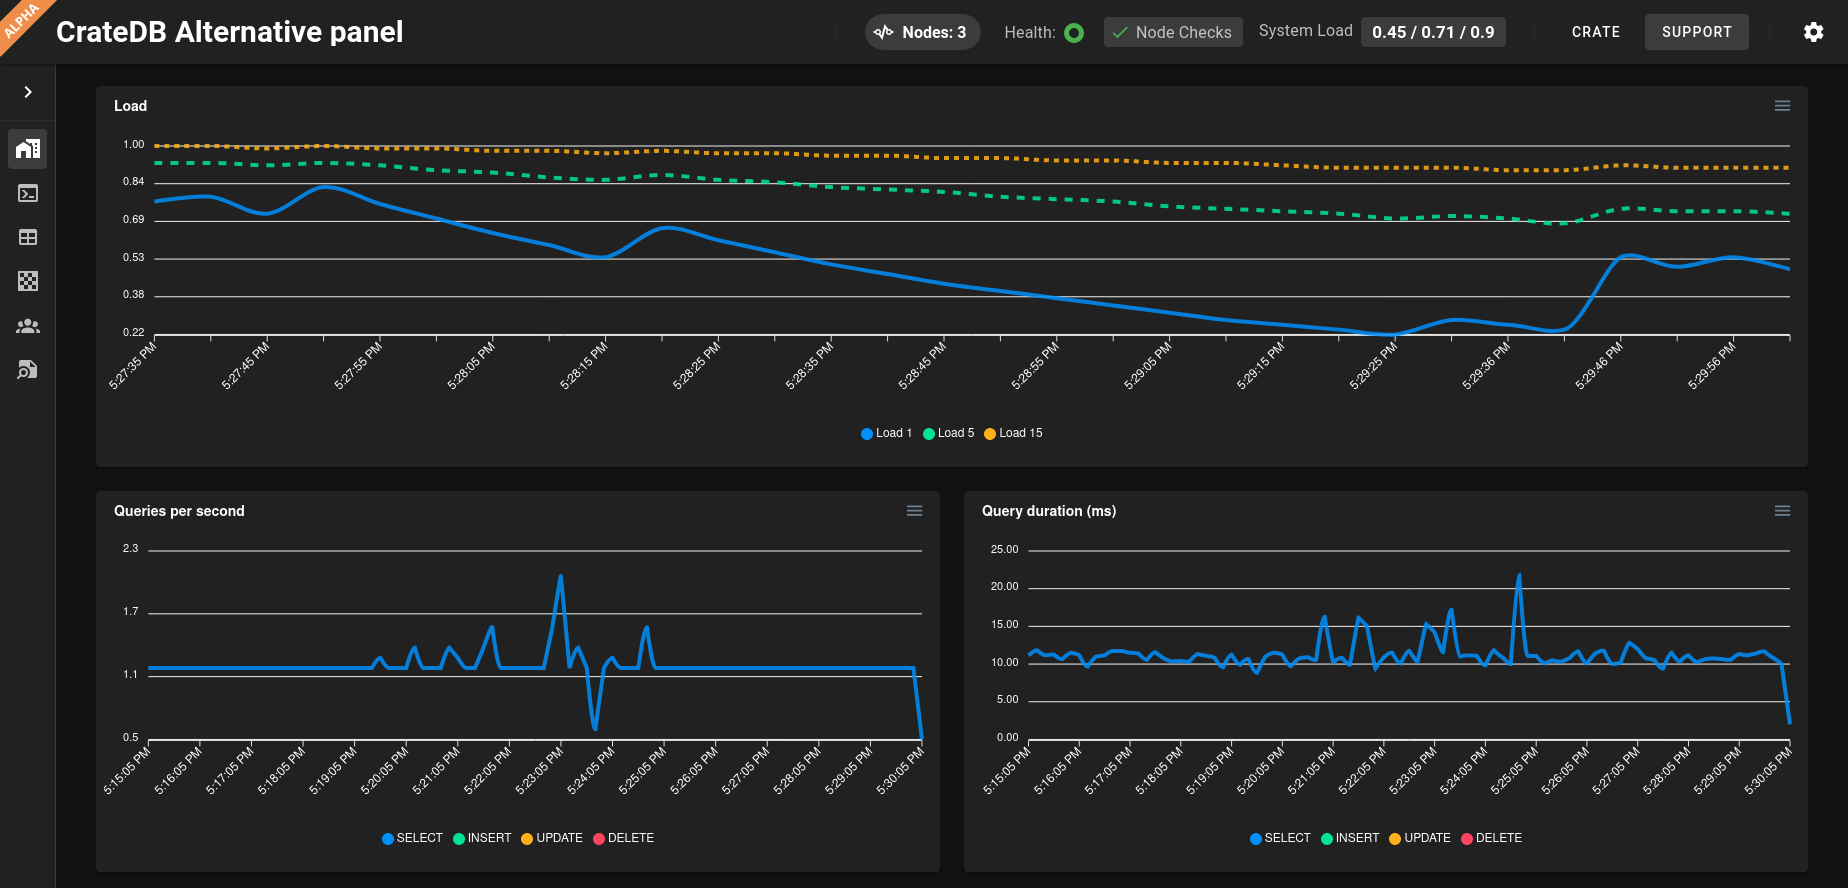 ALPHA
CrateDB Alternative panel
Nodes: 3
Health:
Node Checks
System Load
0.45 / 0.71 / 0.9
CRATE
SUPPORT
Load
1.00
0.84
0.69
0.53
0.38
0.22
5:27:35 PM
5:27:45 PM
5:27:55 PM
5:28:05 PM
5:28:15 PM
5:28:25 PM
5:28:35 PM
5:28:45 PM
5:28:55 PM
5:29:05 PM
5:29:15 PM
5:29:25 PM
5:29:36 PM
5:29:46 PM
5:29:56 PM
Load 1
Load 5
Load 15
Queries per second
2.3
1.7
1.1
0.5
5:15:05 PM
5:16:05 PM
5:17:05 PM
5:18:05 PM
5:19:05 PM
5:20:05 PM
5:21:05 PM
5:22:05 PM
5:23:05 PM
5:24:05 PM
5:25:05 PM
5:26:05 PM
5:27:05 PM
5:28:05 PM
5:29:05 PM
5:30:05 PM
SELECT
INSERT
UPDATE
DELETE
Query duration (ms)
25.00
20.00
15.00
10.00
5.00
0.00
5:15:05 PM
5:16:05 PM
5:17:05 PM
5:18:05 PM
5:19:05 PM
5:20:05 PM
5:21:05 PM
5:22:05 PM
5:23:05 PM
5:24:05 PM
5:25:05 PM
5:26:05 PM
5:27:05 PM
5:28:05 PM
5:29:05 PM
5:30:05 PM
SELECT
INSERT
UPDATE
DELETE